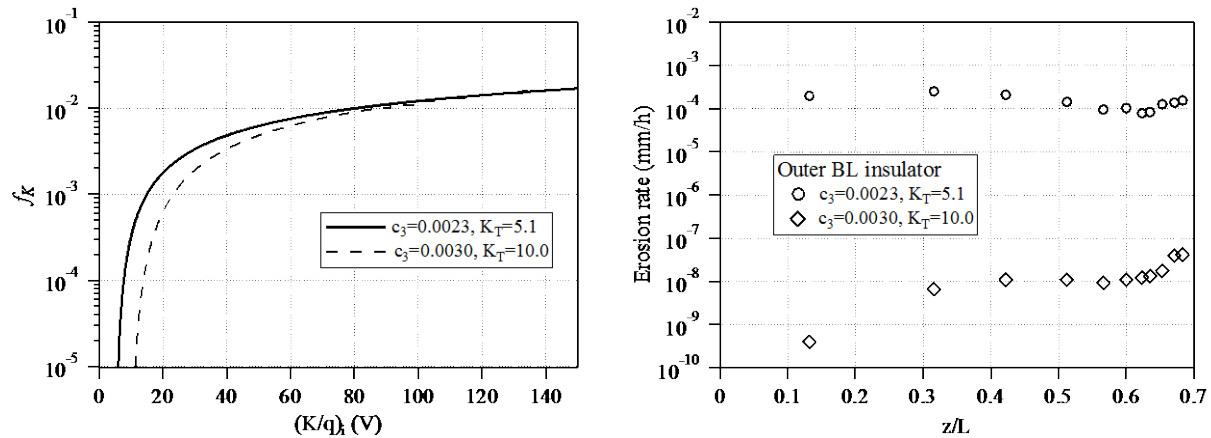 10⁻¹
10⁻²
10⁻³
10⁻⁴
10⁻⁵
f_K
c₃=0.0023, K_T=5.1
c₃=0.0030, K_T=10.0
0 20 40 60 80 100 120 140
(K/q)ᵢ (V)
10⁻²
10⁻³
10⁻⁴
10⁻⁵
10⁻⁶
10⁻⁷
10⁻⁸
10⁻⁹
10⁻¹⁰
Erosion rate (mm/h)
Outer BL insulator
c₃=0.0023, K_T=5.1
c₃=0.0030, K_T=10.0
0 0.1 0.2 0.3 0.4 0.5 0.6 0.7
z/L